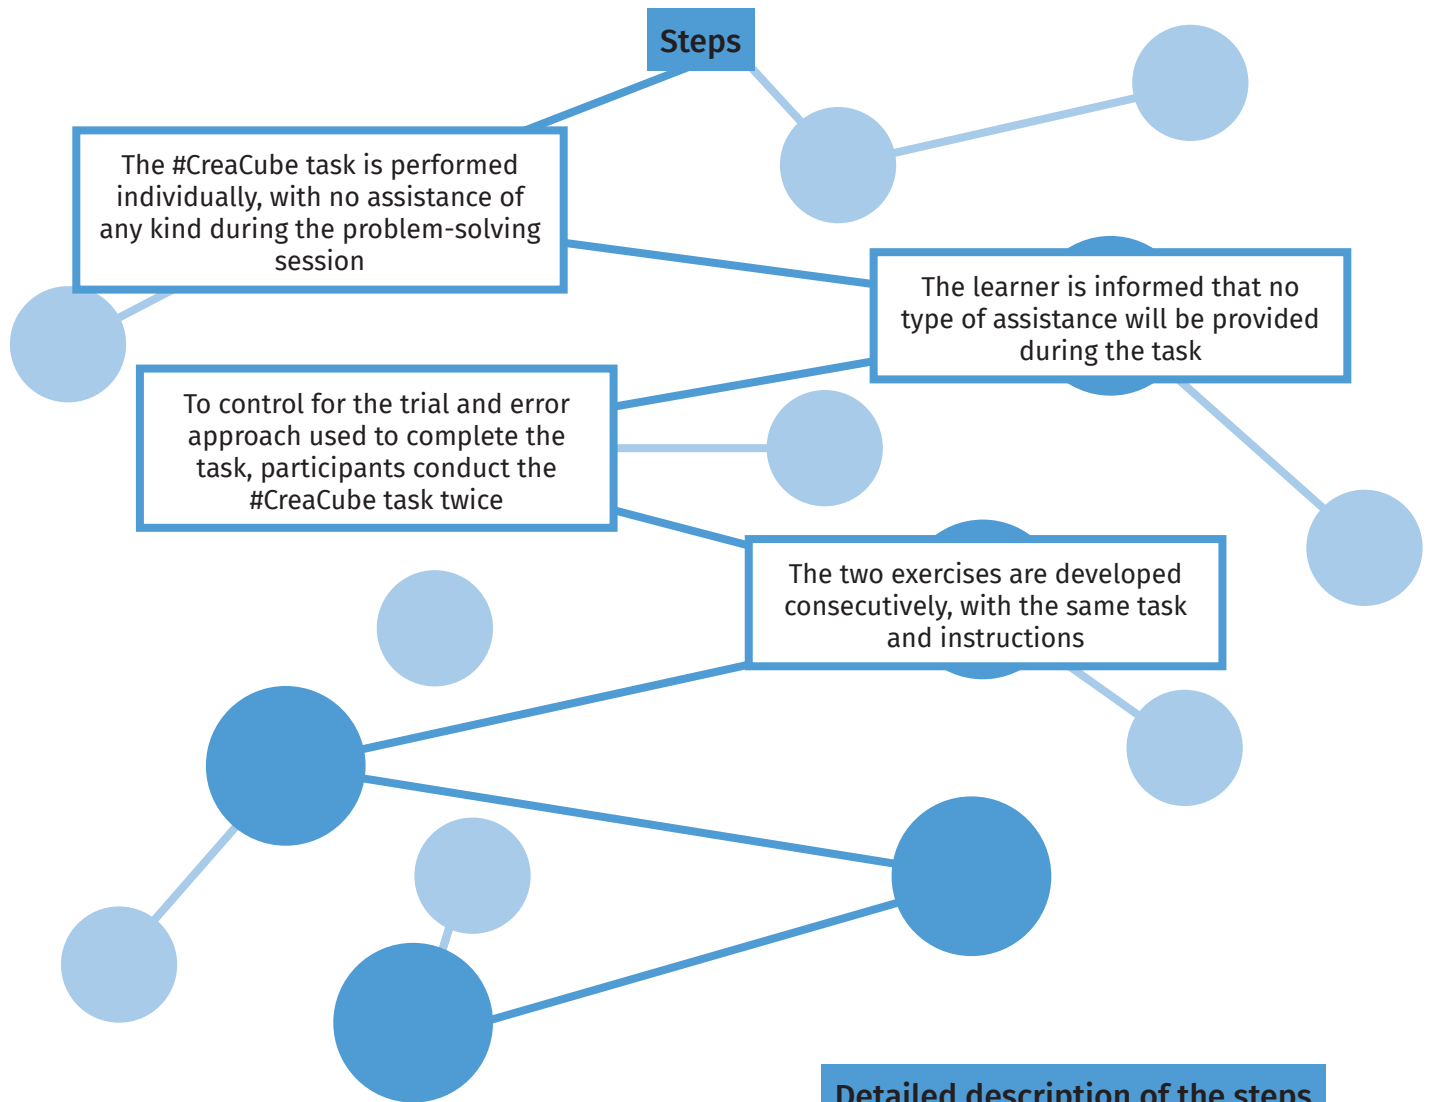 Steps
The #CreaCube task is performed
individually, with no assistance of
any kind during the problem-solving
session
The learner is informed that no
type of assistance will be provided
during the task
To control for the trial and error
approach used to complete the
task, participants conduct the
#CreaCube task twice
The two exercises are developed
consecutively, with the same task
and instructions
Detailed description of the steps